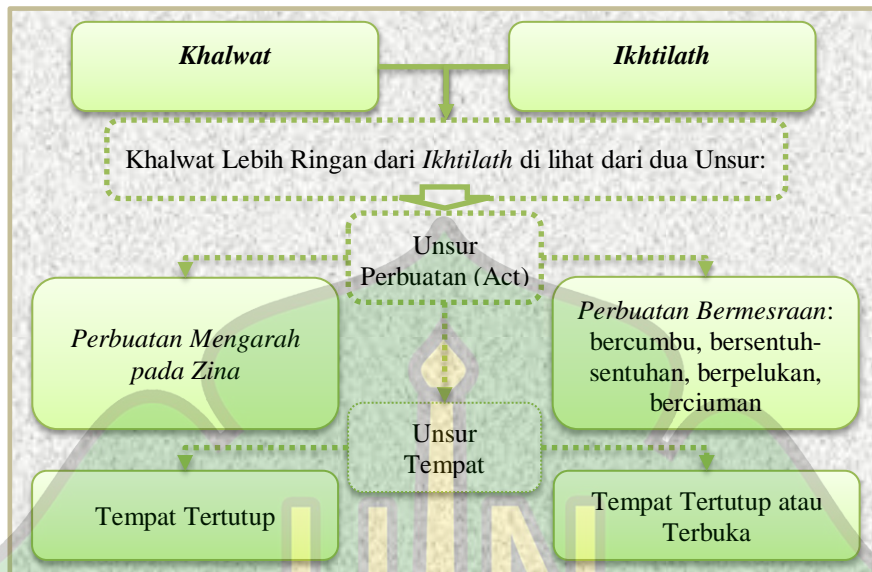 Khalwat
Ikhtilath
Khalwat Lebih Ringan dari Ikhtilath di lihat dari dua Unsur:
Unsur
Perbuatan (Act)
Perbuatan Mengarah
pada Zina
Perbuatan Bermesraan:
bercumbu, bersentuh-
sentuhan, berpelukan,
berciuman
Unsur
Tempat
Tempat Tertutup
Tempat Tertutup atau
Terbuka
UIN